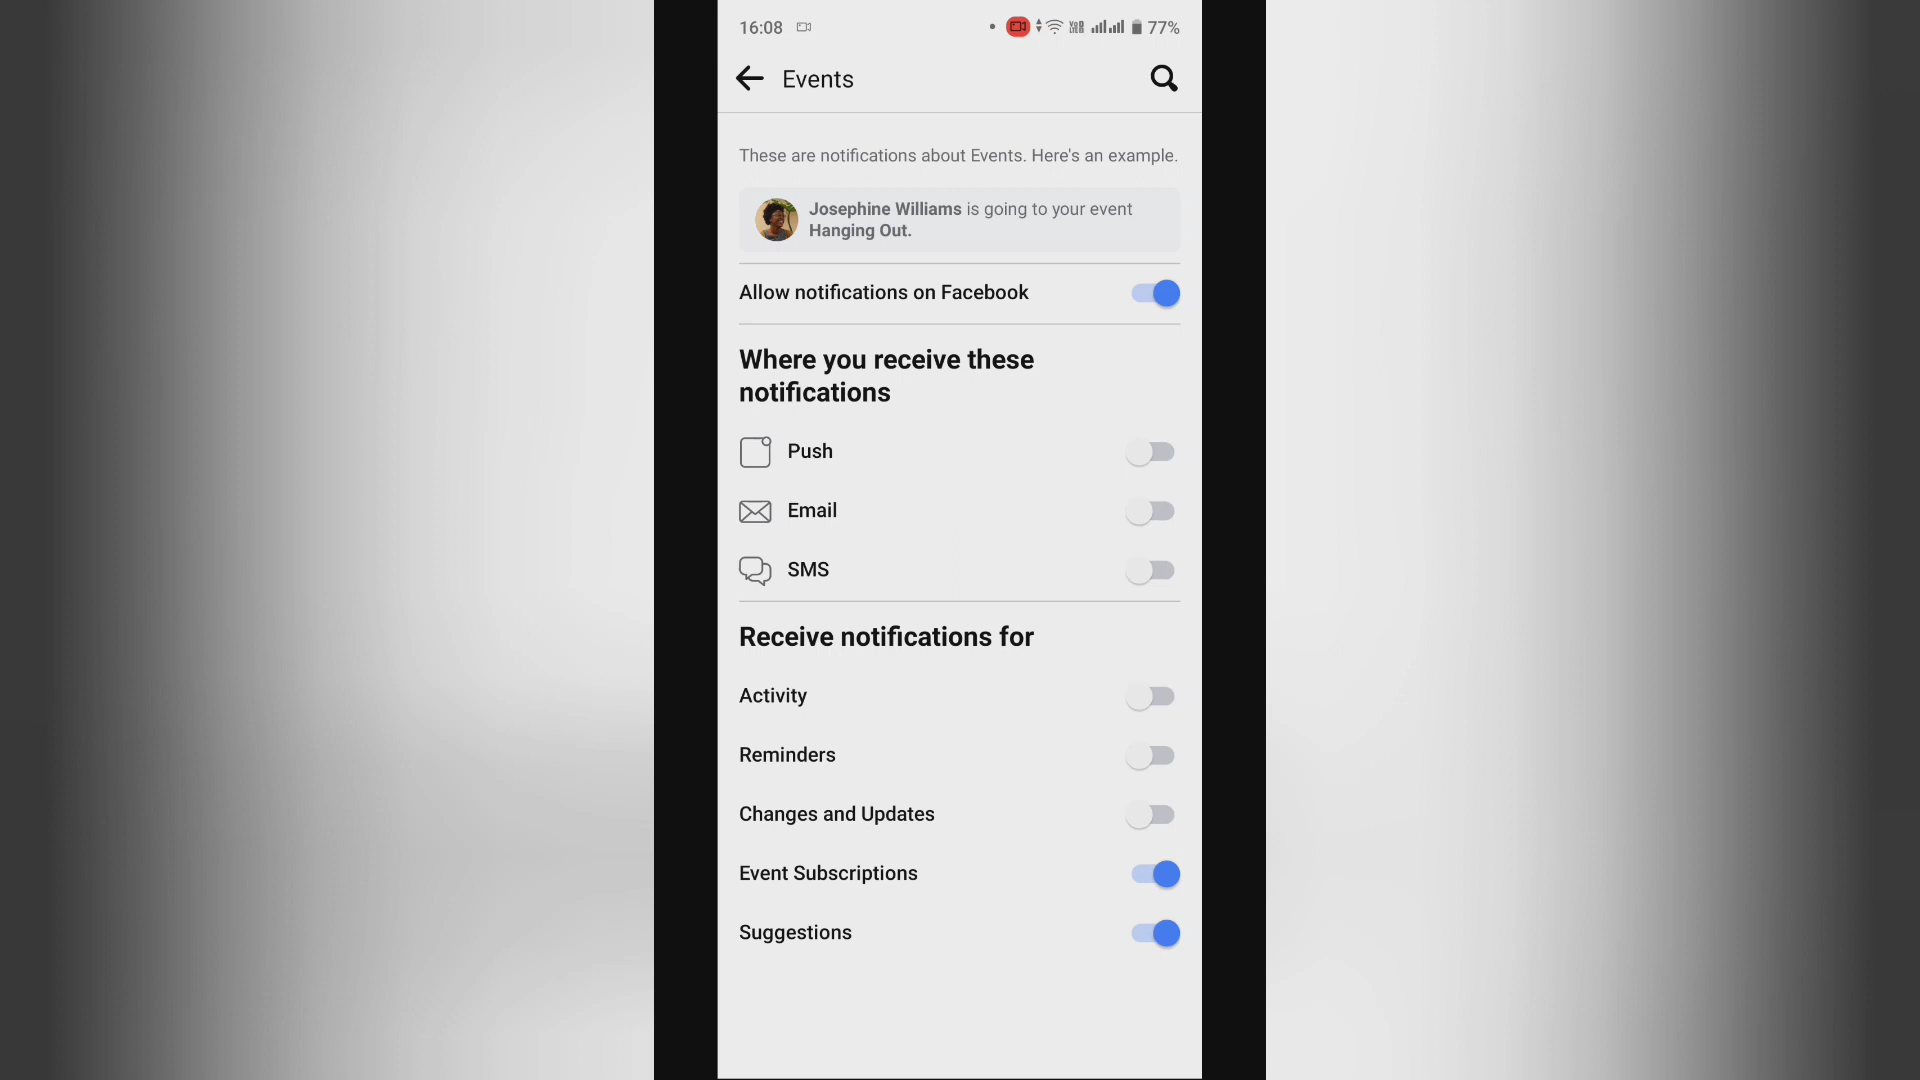 16:08
77%
Events
These are notifications about Events. Here's an example.
Josephine Williams is going to your event
Hanging Out.
Allow notifications on Facebook
Where you receive these
notifications
Push
Email
SMS
Receive notifications for
Activity
Reminders
Changes and Updates
Event Subscriptions
Suggestions